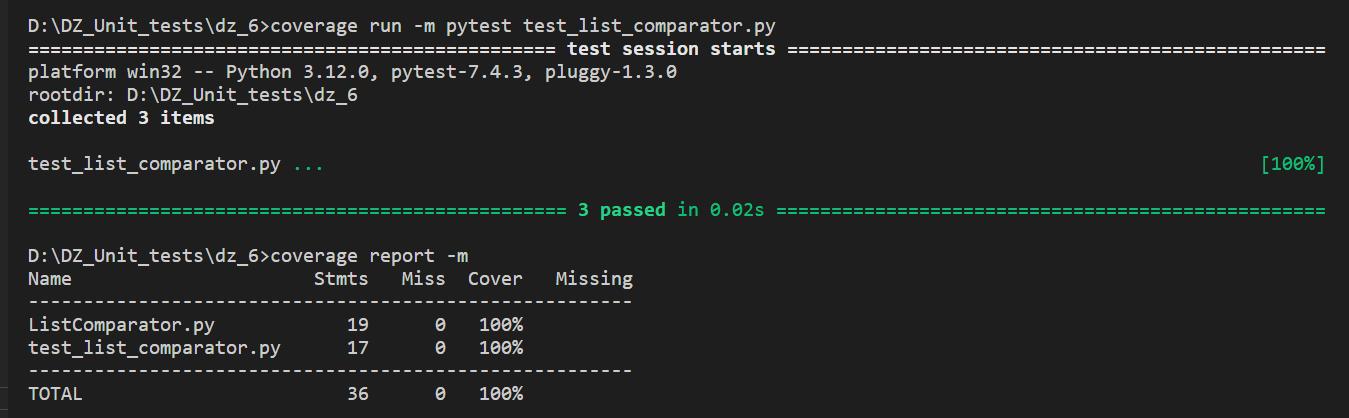 D:\DZ_Unit_tests\dz_6>coverage run -m pytest test_list_comparator.py
================================================ test session starts =================================================
platform win32 -- Python 3.12.0, pytest-7.4.3, pluggy-1.3.0
rootdir: D:\DZ_Unit_tests\dz_6
collected 3 items

test_list_comparator.py ...                                                                                     [100%]

================================================= 3 passed in 0.02s ==================================================

D:\DZ_Unit_tests\dz_6>coverage report -m
Name                      Stmts   Miss  Cover   Missing
-------------------------------------------------------
ListComparator.py            19      0   100%
test_list_comparator.py      17      0   100%
-------------------------------------------------------
TOTAL                        36      0   100%